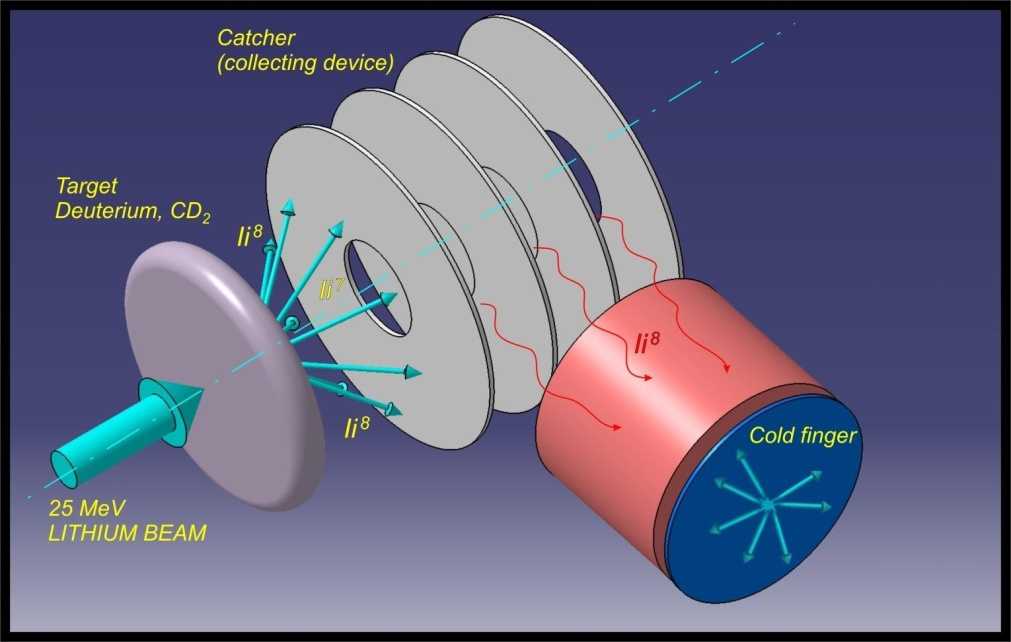 Catcher
(collecting device)
Target
Deuterium, CD₂
li⁸
li⁷
li⁸
li⁸
Cold finger
25 MeV
LITHIUM BEAM